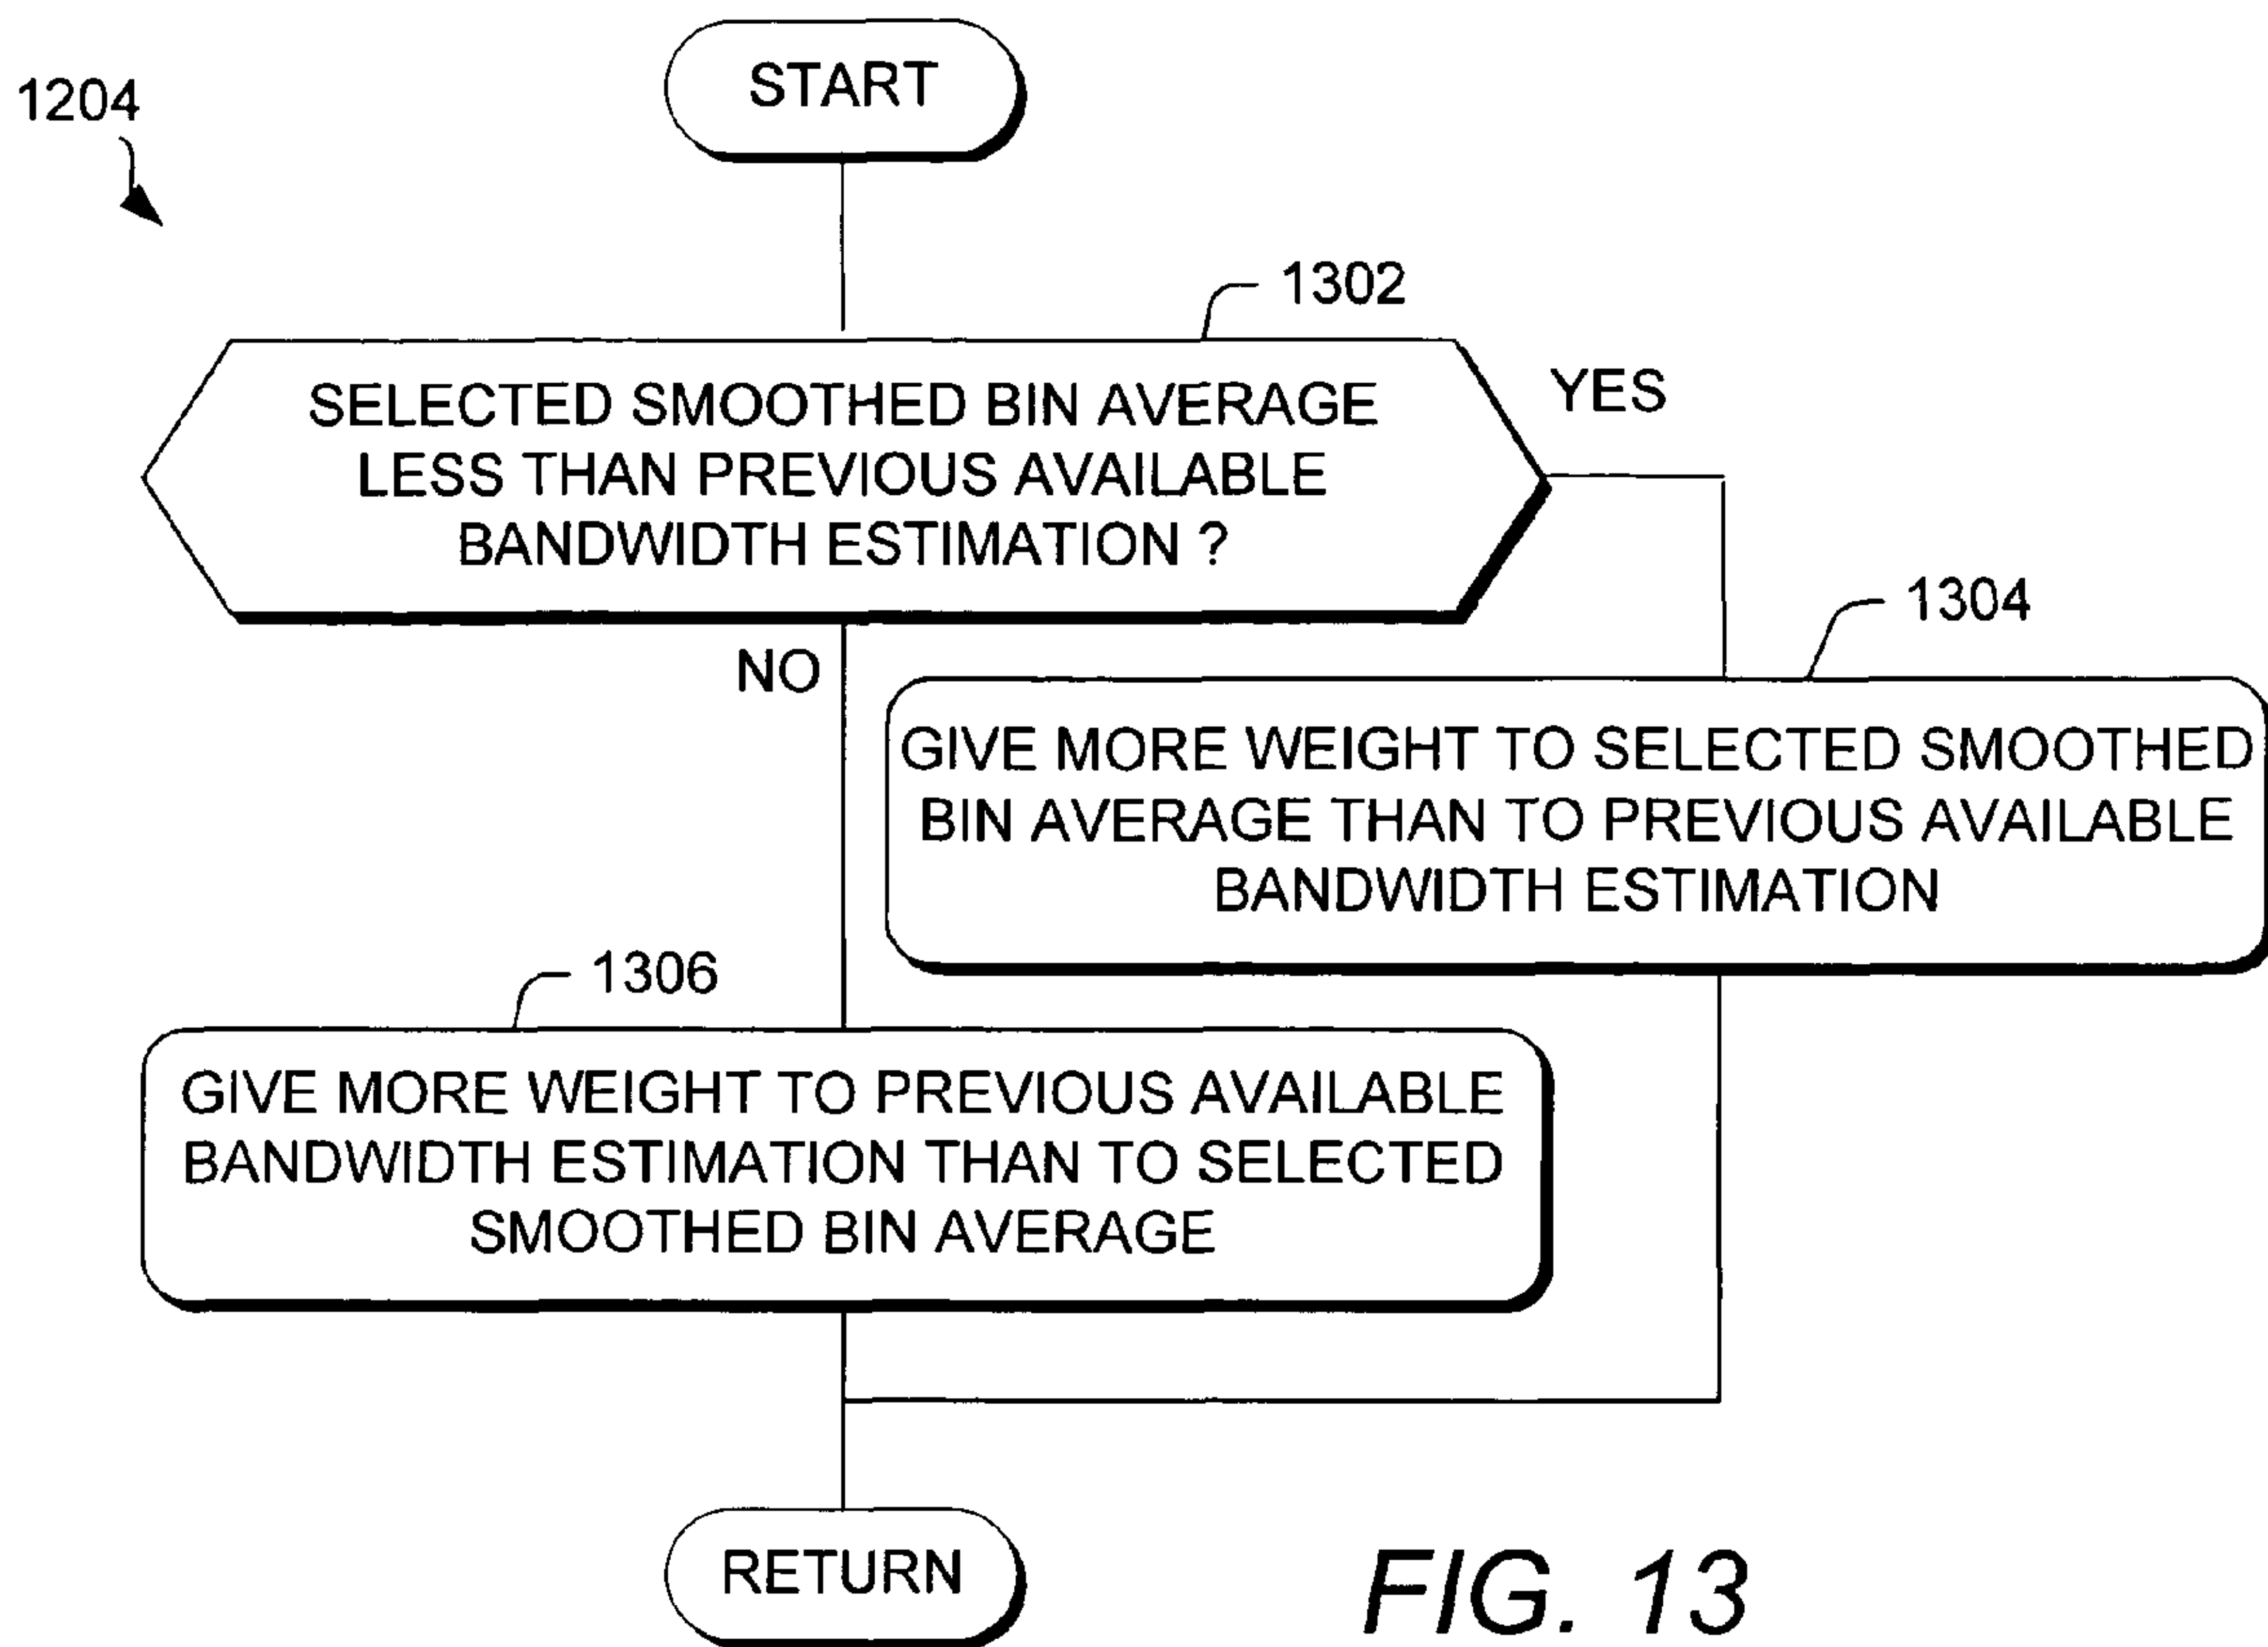 START
1204
1302
SELECTED SMOOTHED BIN AVERAGE
LESS THAN PREVIOUS AVAILABLE
BANDWIDTH ESTIMATION ?
YES
NO
1304
GIVE MORE WEIGHT TO SELECTED SMOOTHED
BIN AVERAGE THAN TO PREVIOUS AVAILABLE
BANDWIDTH ESTIMATION
1306
GIVE MORE WEIGHT TO PREVIOUS AVAILABLE
BANDWIDTH ESTIMATION THAN TO SELECTED
SMOOTHED BIN AVERAGE
RETURN
FIG. 13